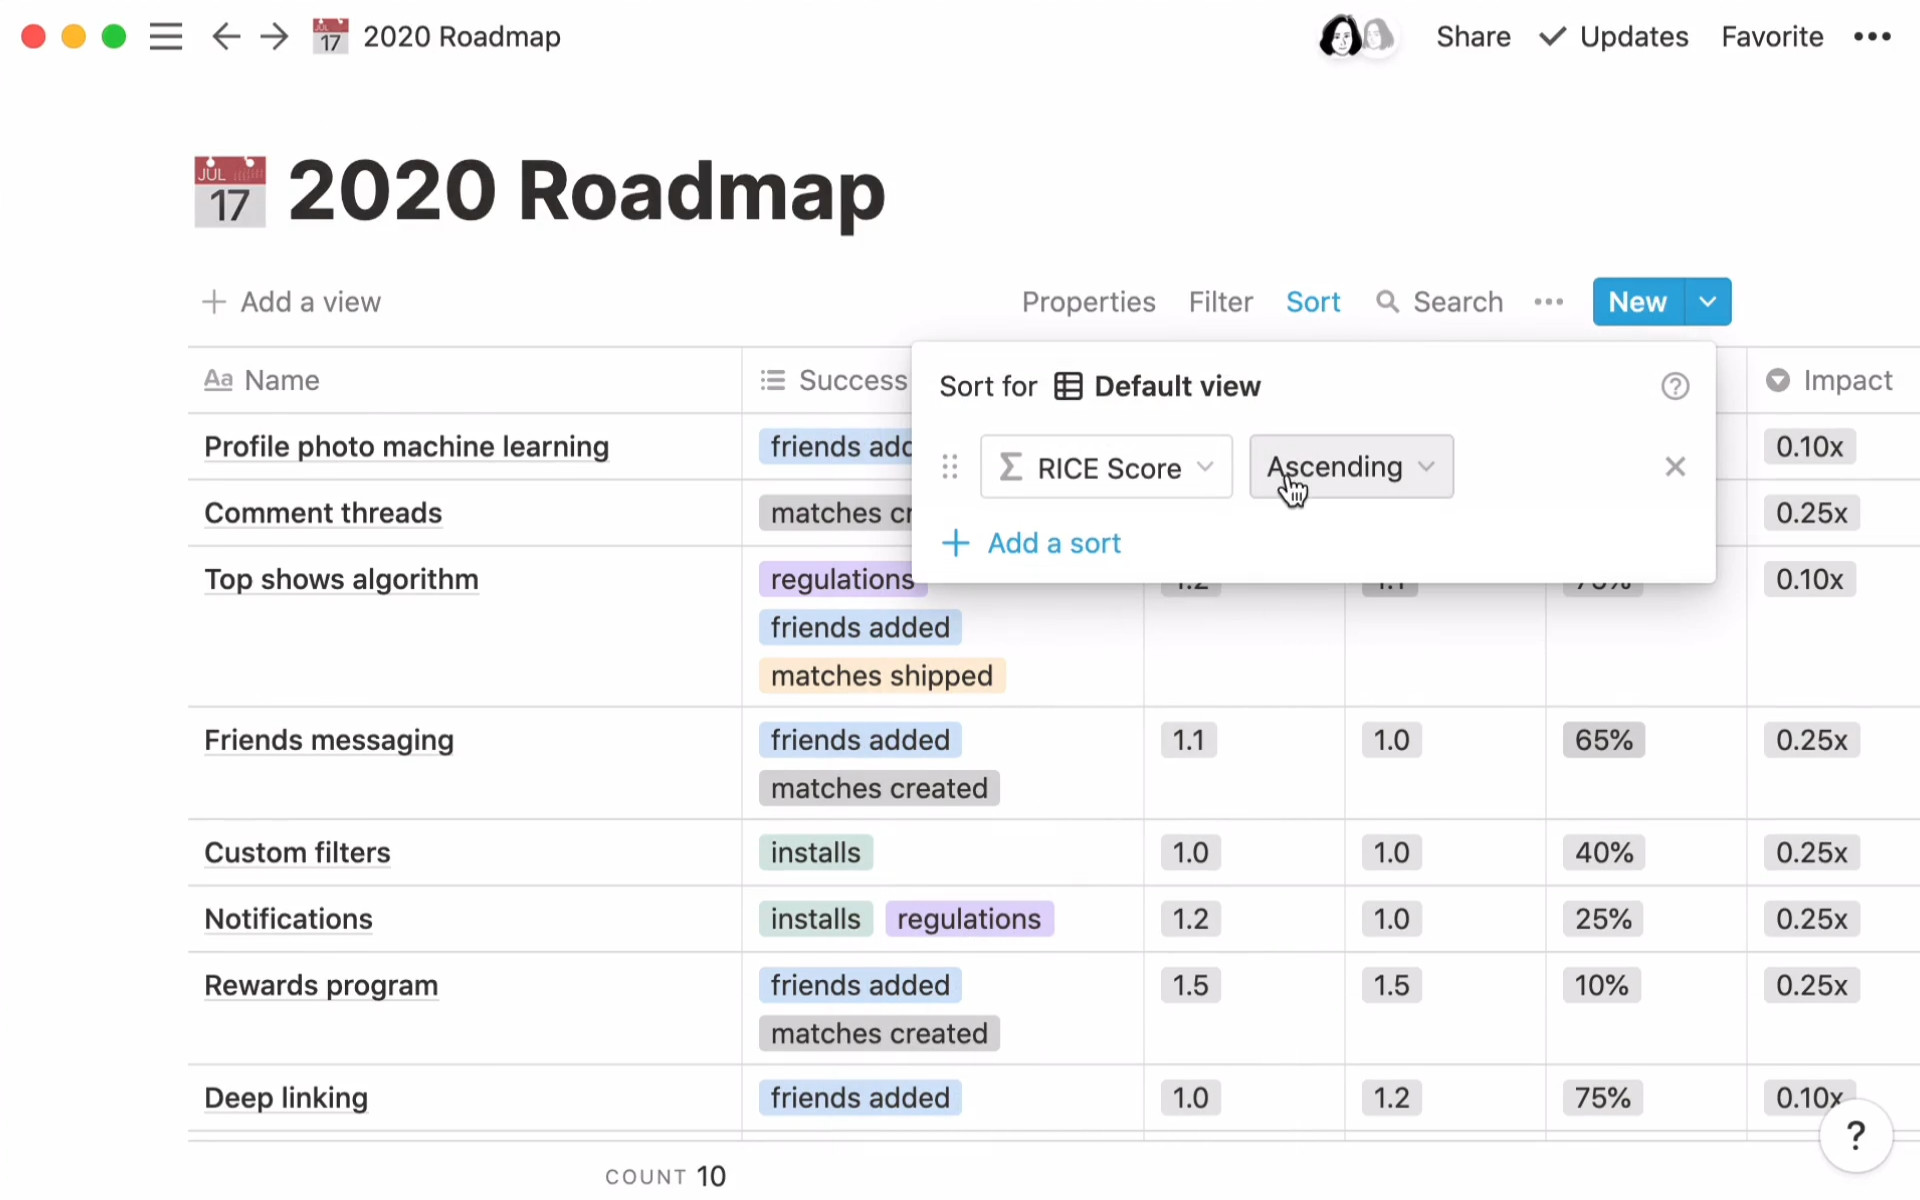 JUL 17 2020 Roadmap Share Updates Favorite
JUL 17 2020 Roadmap
Add a view Properties Filter Sort Search New
Aa Name Success Impact
Sort for Default view
Profile photo machine learning friends add 0.10x
Σ RICE Score Ascending
Comment threads matches cr 0.25x
Add a sort
Top shows algorithm regulations 0.10x
friends added
matches shipped
Friends messaging friends added 1.1 1.0 65% 0.25x
matches created
Custom filters installs 1.0 1.0 40% 0.25x
Notifications installs regulations 1.2 1.0 25% 0.25x
Rewards program friends added 1.5 1.5 10% 0.25x
matches created
Deep linking friends added 1.0 1.2 75% 0.10x
?
COUNT 10